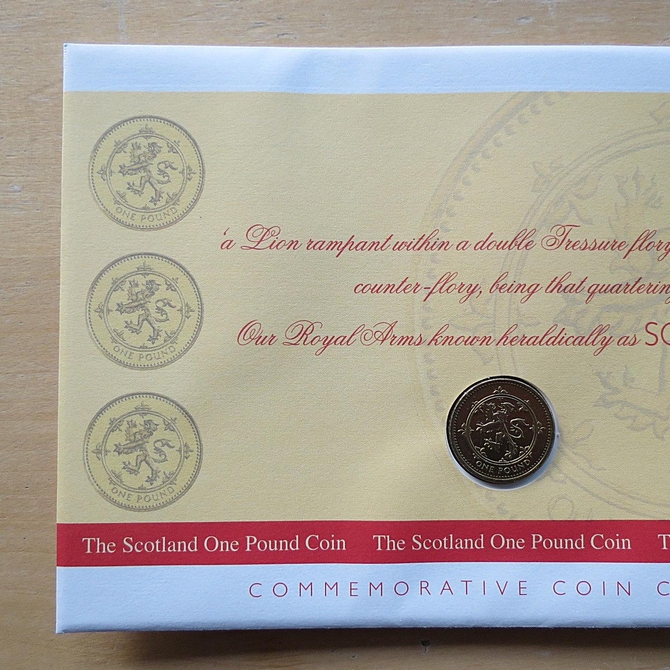 ONE POUND
'a Lion rampant within a double Tressure flory
counter-flory, being that quartering
ONE POUND
Our Royal Arms known heraldically as SC
ONE POUND
ONE POUND
The Scotland One Pound Coin The Scotland One Pound Coin T
COMMEMORATIVE COIN C